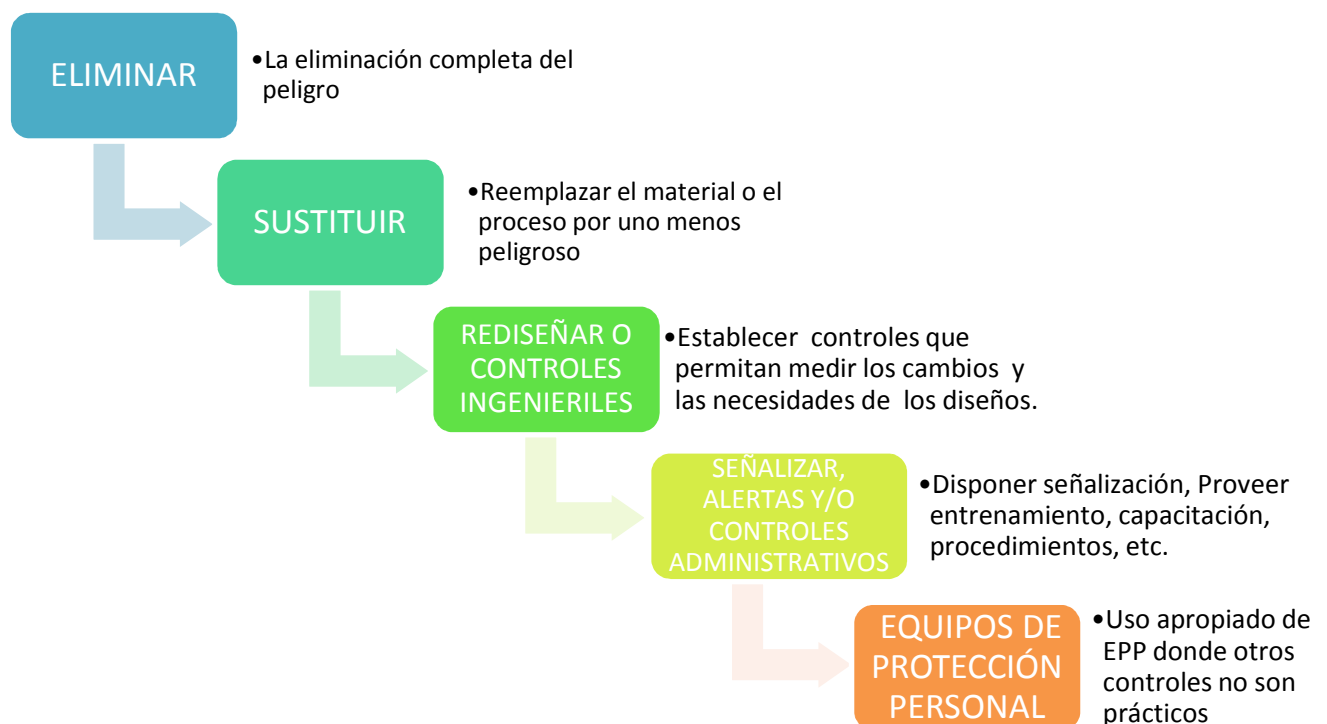 ELIMINAR
•La eliminación completa del
peligro
SUSTITUIR
•Reemplazar el material o el
proceso por uno menos
peligroso
REDISEÑAR O
CONTROLES
INGENIERILES
•Establecer controles que
permitan medir los cambios y
las necesidades de los diseños.
SEÑALIZAR,
ALERTAS Y/O
CONTROLES
ADMINISTRATIVOS
•Disponer señalización, Proveer
entrenamiento, capacitación,
procedimientos, etc.
EQUIPOS DE
PROTECCIÓN
PERSONAL
•Uso apropiado de
EPP donde otros
controles no son
prácticos